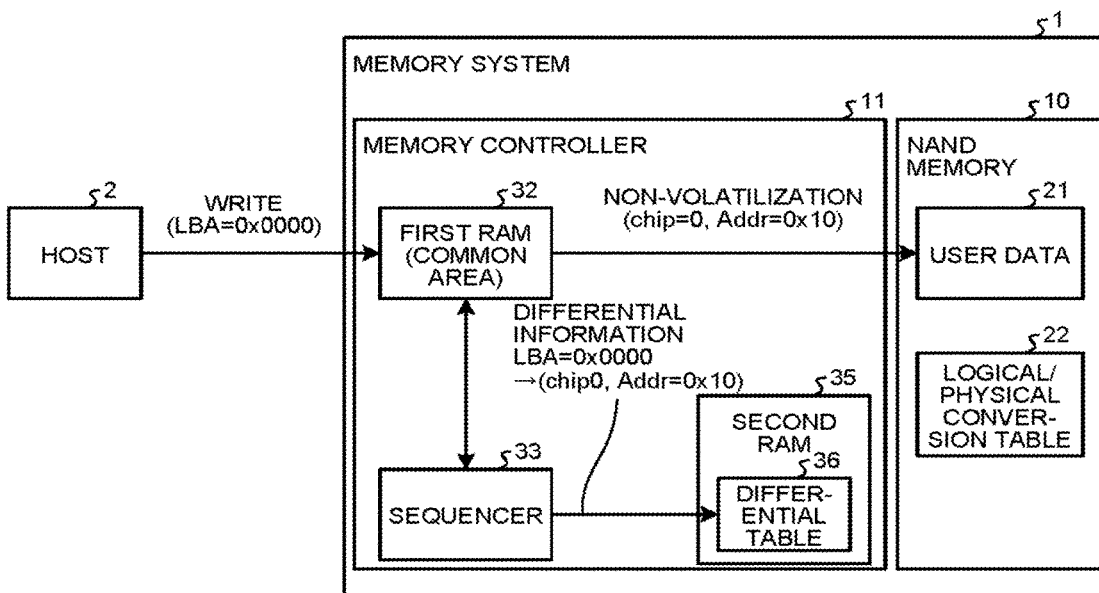 1
MEMORY SYSTEM
11
10
MEMORY CONTROLLER
NAND
MEMORY
2
HOST
WRITE
(LBA=0x0000)
32
FIRST RAM
(COMMON
AREA)
NON-VOLATILIZATION
(chip=0, Addr=0x10)
21
USER DATA
DIFFERENTIAL
INFORMATION
LBA=0x0000
→(chip0, Addr=0x10)
22
LOGICAL/
PHYSICAL
CONVER-
SION TABLE
35
SECOND
RAM
33
SEQUENCER
36
DIFFER-
ENTIAL
TABLE